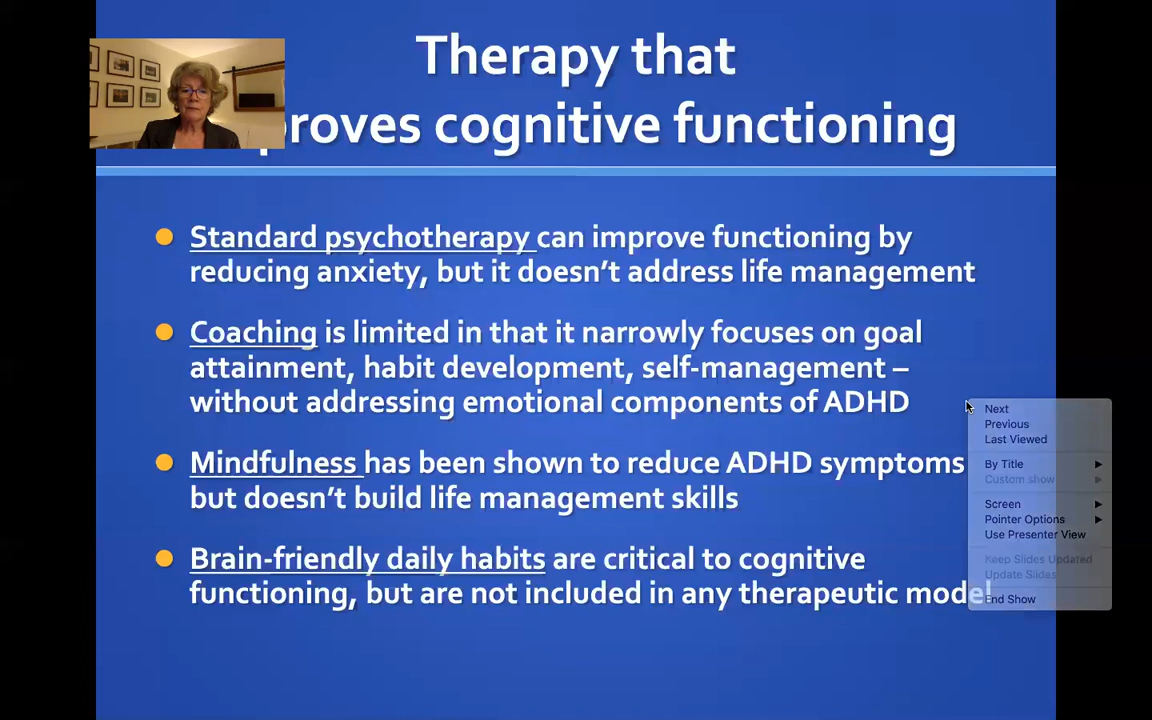 Therapy that
proves cognitive functioning
Standard psychotherapy can improve functioning by
reducing anxiety, but it doesn't address life management
Coaching is limited in that it narrowly focuses on goal
attainment, habit development, self-management –
without addressing emotional components of ADHD
Mindfulness has been shown to reduce ADHD symptoms
but doesn't build life management skills
Brain-friendly daily habits are critical to cognitive
functioning, but are not included in any therapeutic model
Next
Previous
Last Viewed
By Title
Custom show
Screen
Pointer Options
Use Presenter View
Keep Slides Updated
Update Slides
End Show